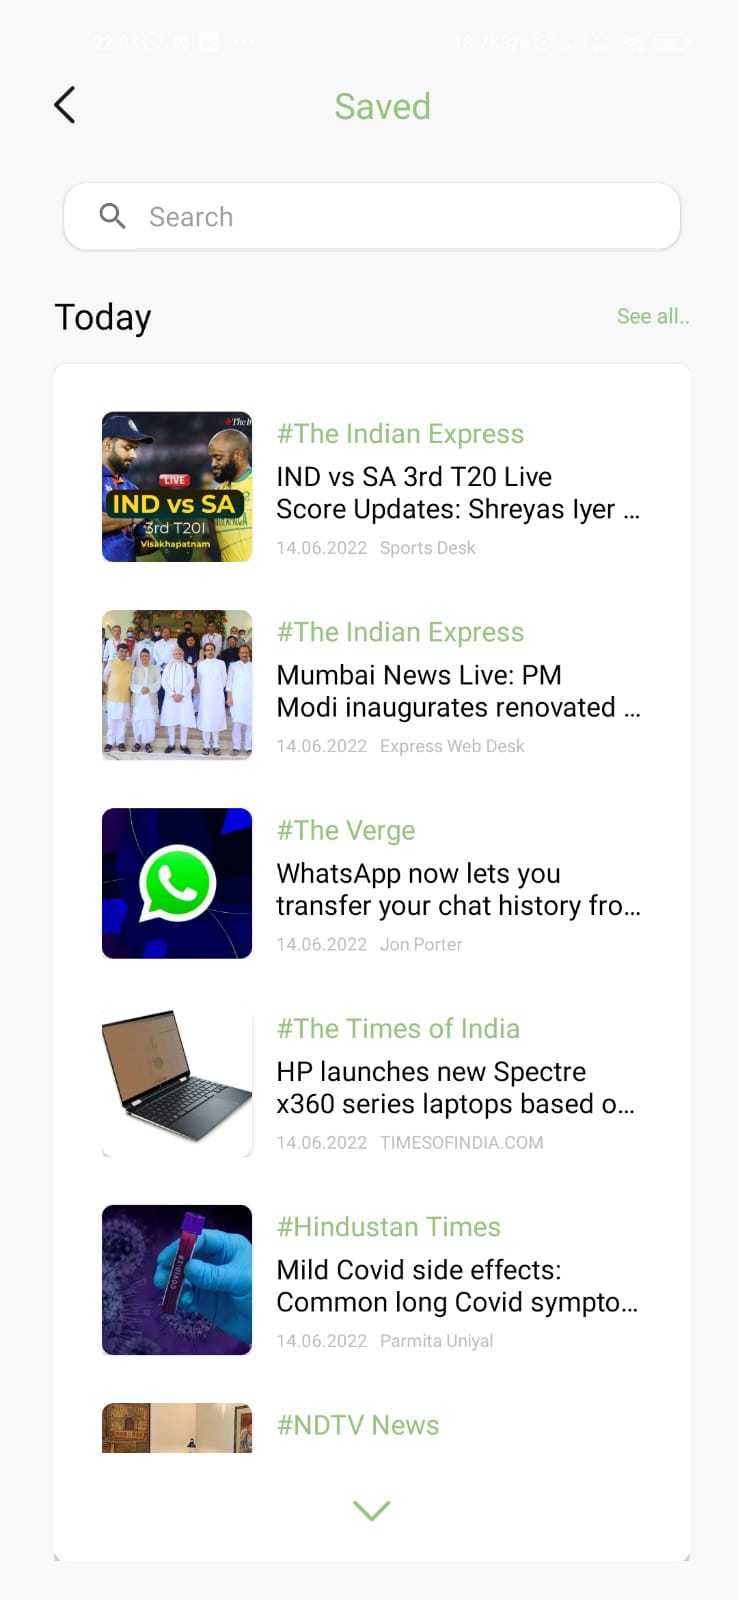 22:03
18.7KB/s
Saved
Search
Today
See all..
#The Indian Express
IND vs SA 3rd T20 Live
Score Updates: Shreyas Iyer ...
14.06.2022 Sports Desk
LIVE
IND vs SA
3rd T20I
Visakhapatnam
#The Indian Express
Mumbai News Live: PM
Modi inaugurates renovated ...
14.06.2022 Express Web Desk
#The Verge
WhatsApp now lets you
transfer your chat history fro...
14.06.2022 Jon Porter
#The Times of India
HP launches new Spectre
x360 series laptops based o...
14.06.2022 TIMESOFINDIA.COM
#Hindustan Times
Mild Covid side effects:
Common long Covid sympto...
14.06.2022 Parmita Uniyal
COVID-19
#NDTV News